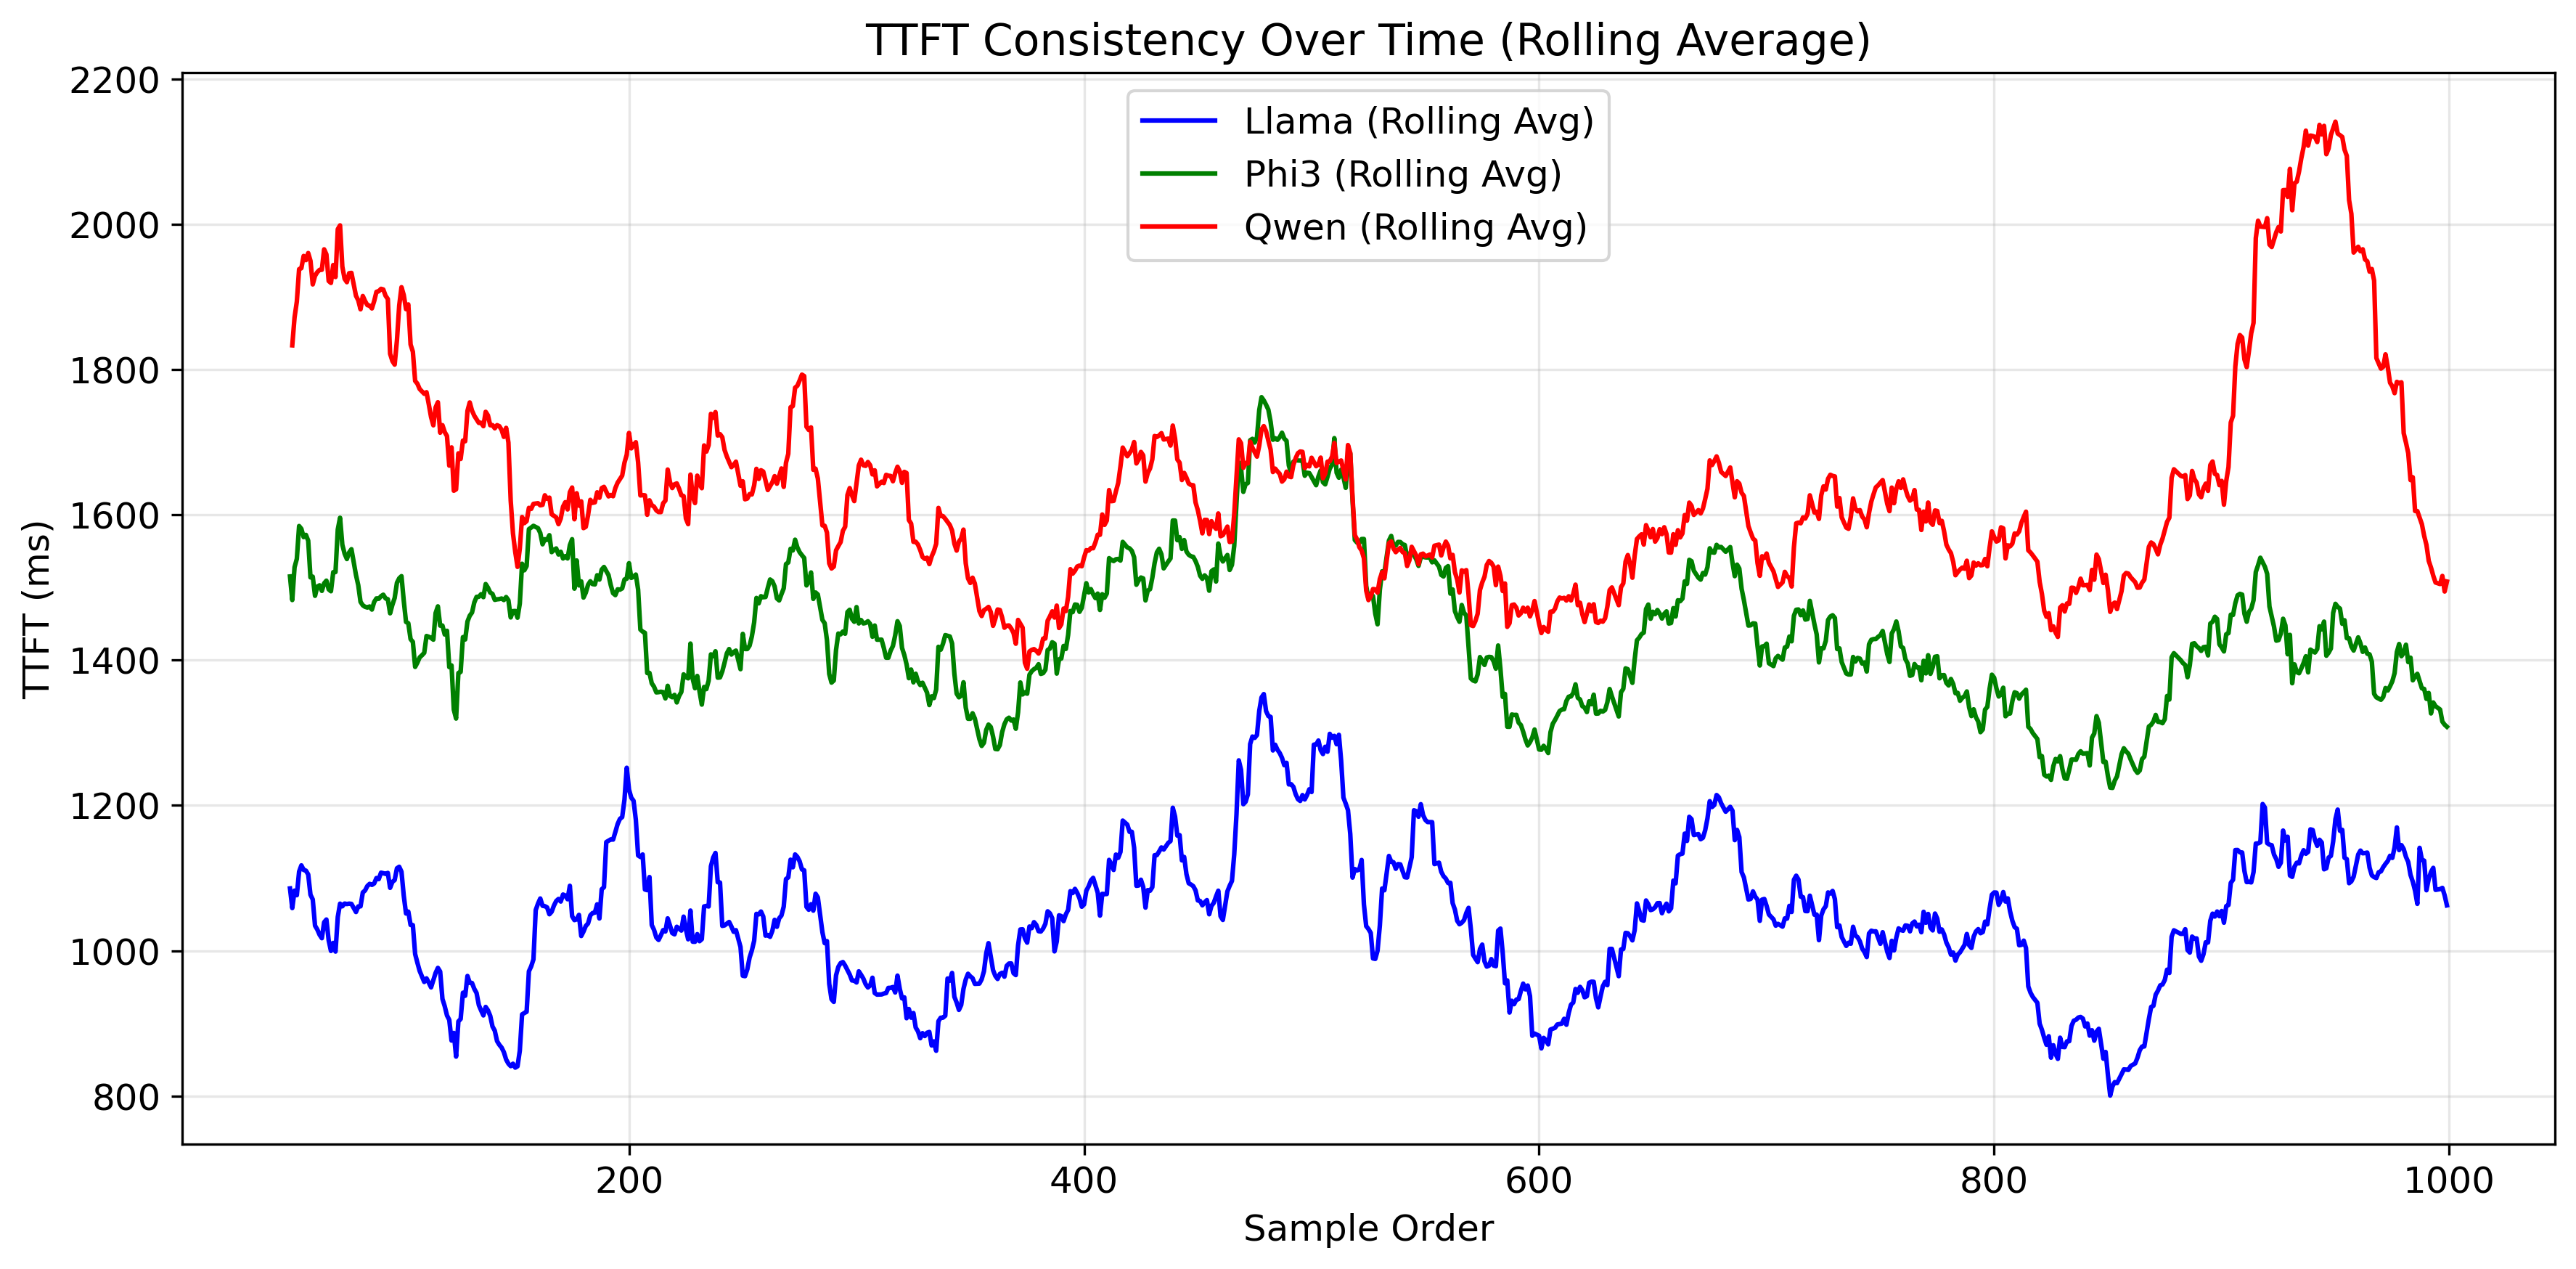 TTFT Consistency Over Time (Rolling Average)
Llama (Rolling Avg)
Phi3 (Rolling Avg)
Qwen (Rolling Avg)
TTFT (ms)
2200
2000
1800
1600
1400
1200
1000
800
200
400
600
800
1000
Sample Order